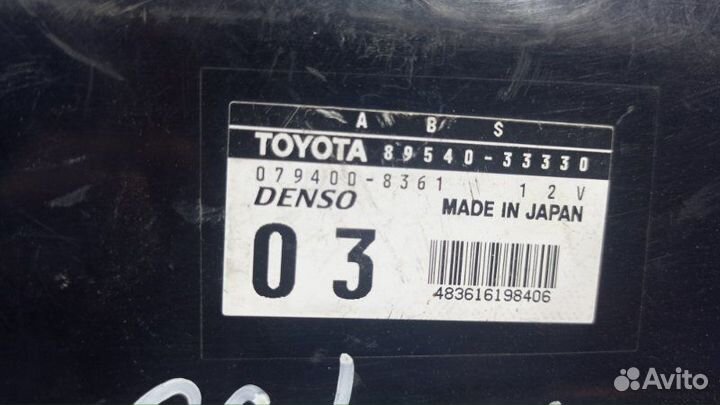 A B S
TOYOTA 89540-33330
079400-8361 12V
DENSO MADE IN JAPAN
03
483616198406
Avito